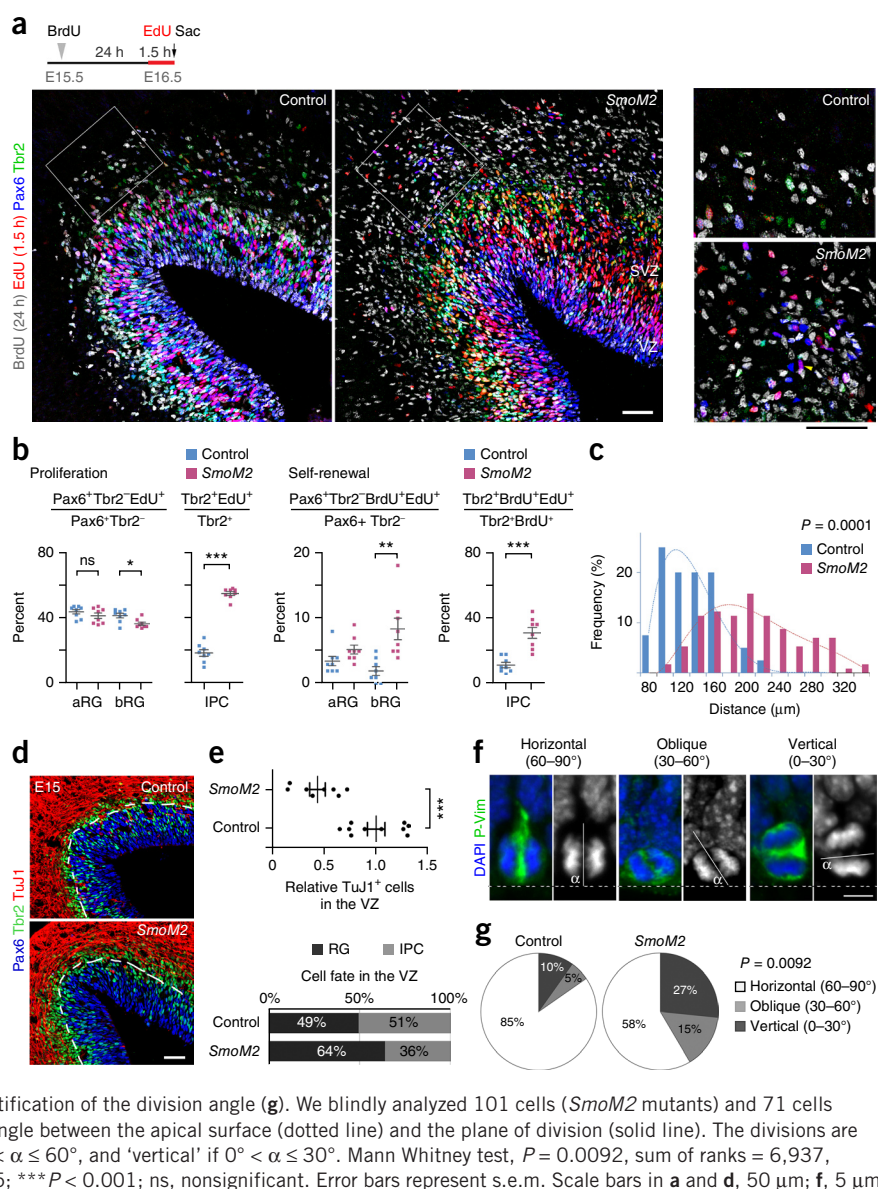 a
BrdU EdU Sac
24 h 1.5 h
E15.5 E16.5
Control SmoM2 Control
SmoM2
BrdU (24 h) EdU (1.5 h) Pax6 Tbr2
SVZ
VZ
b
Control
SmoM2
Proliferation
Pax6+Tbr2−EdU+
Pax6+Tbr2−
Tbr2+EdU+
Tbr2+
Control
SmoM2
Self-renewal
Pax6+Tbr2−BrdU+EdU+
Pax6+ Tbr2−
Tbr2+BrdU+EdU+
Tbr2+BrdU+
Percent
80
40
0
ns
*
aRG bRG
***
IPC
Percent
20
10
0
**
aRG bRG
80
40
0
***
IPC
c
P = 0.0001
Control
SmoM2
Frequency (%)
20
10
80 120 160 200 240 280 320
Distance (μm)
d
E15 Control
SmoM2
Pax6 Tbr2 TuJ1
e
SmoM2
Control
***
0 0.5 1.0 1.5
Relative TuJ1+ cells
in the VZ
RG IPC
Cell fate in the VZ
0% 50% 100%
Control 49% 51%
SmoM2 64% 36%
f
Horizontal
(60–90°)
Oblique
(30–60°)
Vertical
(0–30°)
DAPI P-Vim
α
α
α
g
Control SmoM2
10%
5%
85%
27%
15%
58%
P = 0.0092
Horizontal (60–90°)
Oblique (30–60°)
Vertical (0–30°)
tification of the division angle (g). We blindly analyzed 101 cells (SmoM2 mutants) and 71 cells
ngle between the apical surface (dotted line) and the plane of division (solid line). The divisions are
< α ≤ 60°, and ‘vertical’ if 0° < α ≤ 30°. Mann Whitney test, P = 0.0092, sum of ranks = 6,937,
5; ***P < 0.001; ns, nonsignificant. Error bars represent s.e.m. Scale bars in a and d, 50 μm; f, 5 μm